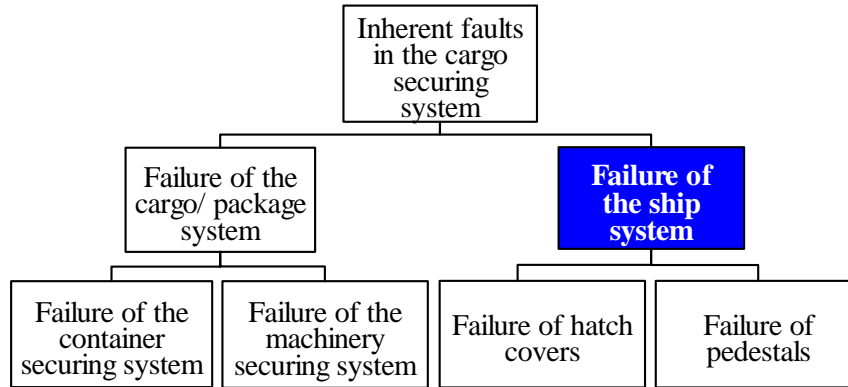 Inherent faults
in the cargo
securing
system
Failure of the
cargo/ package
system
Failure of
the ship
system
Failure of the
container
securing system
Failure of the
machinery
securing system
Failure of hatch
covers
Failure of
pedestals